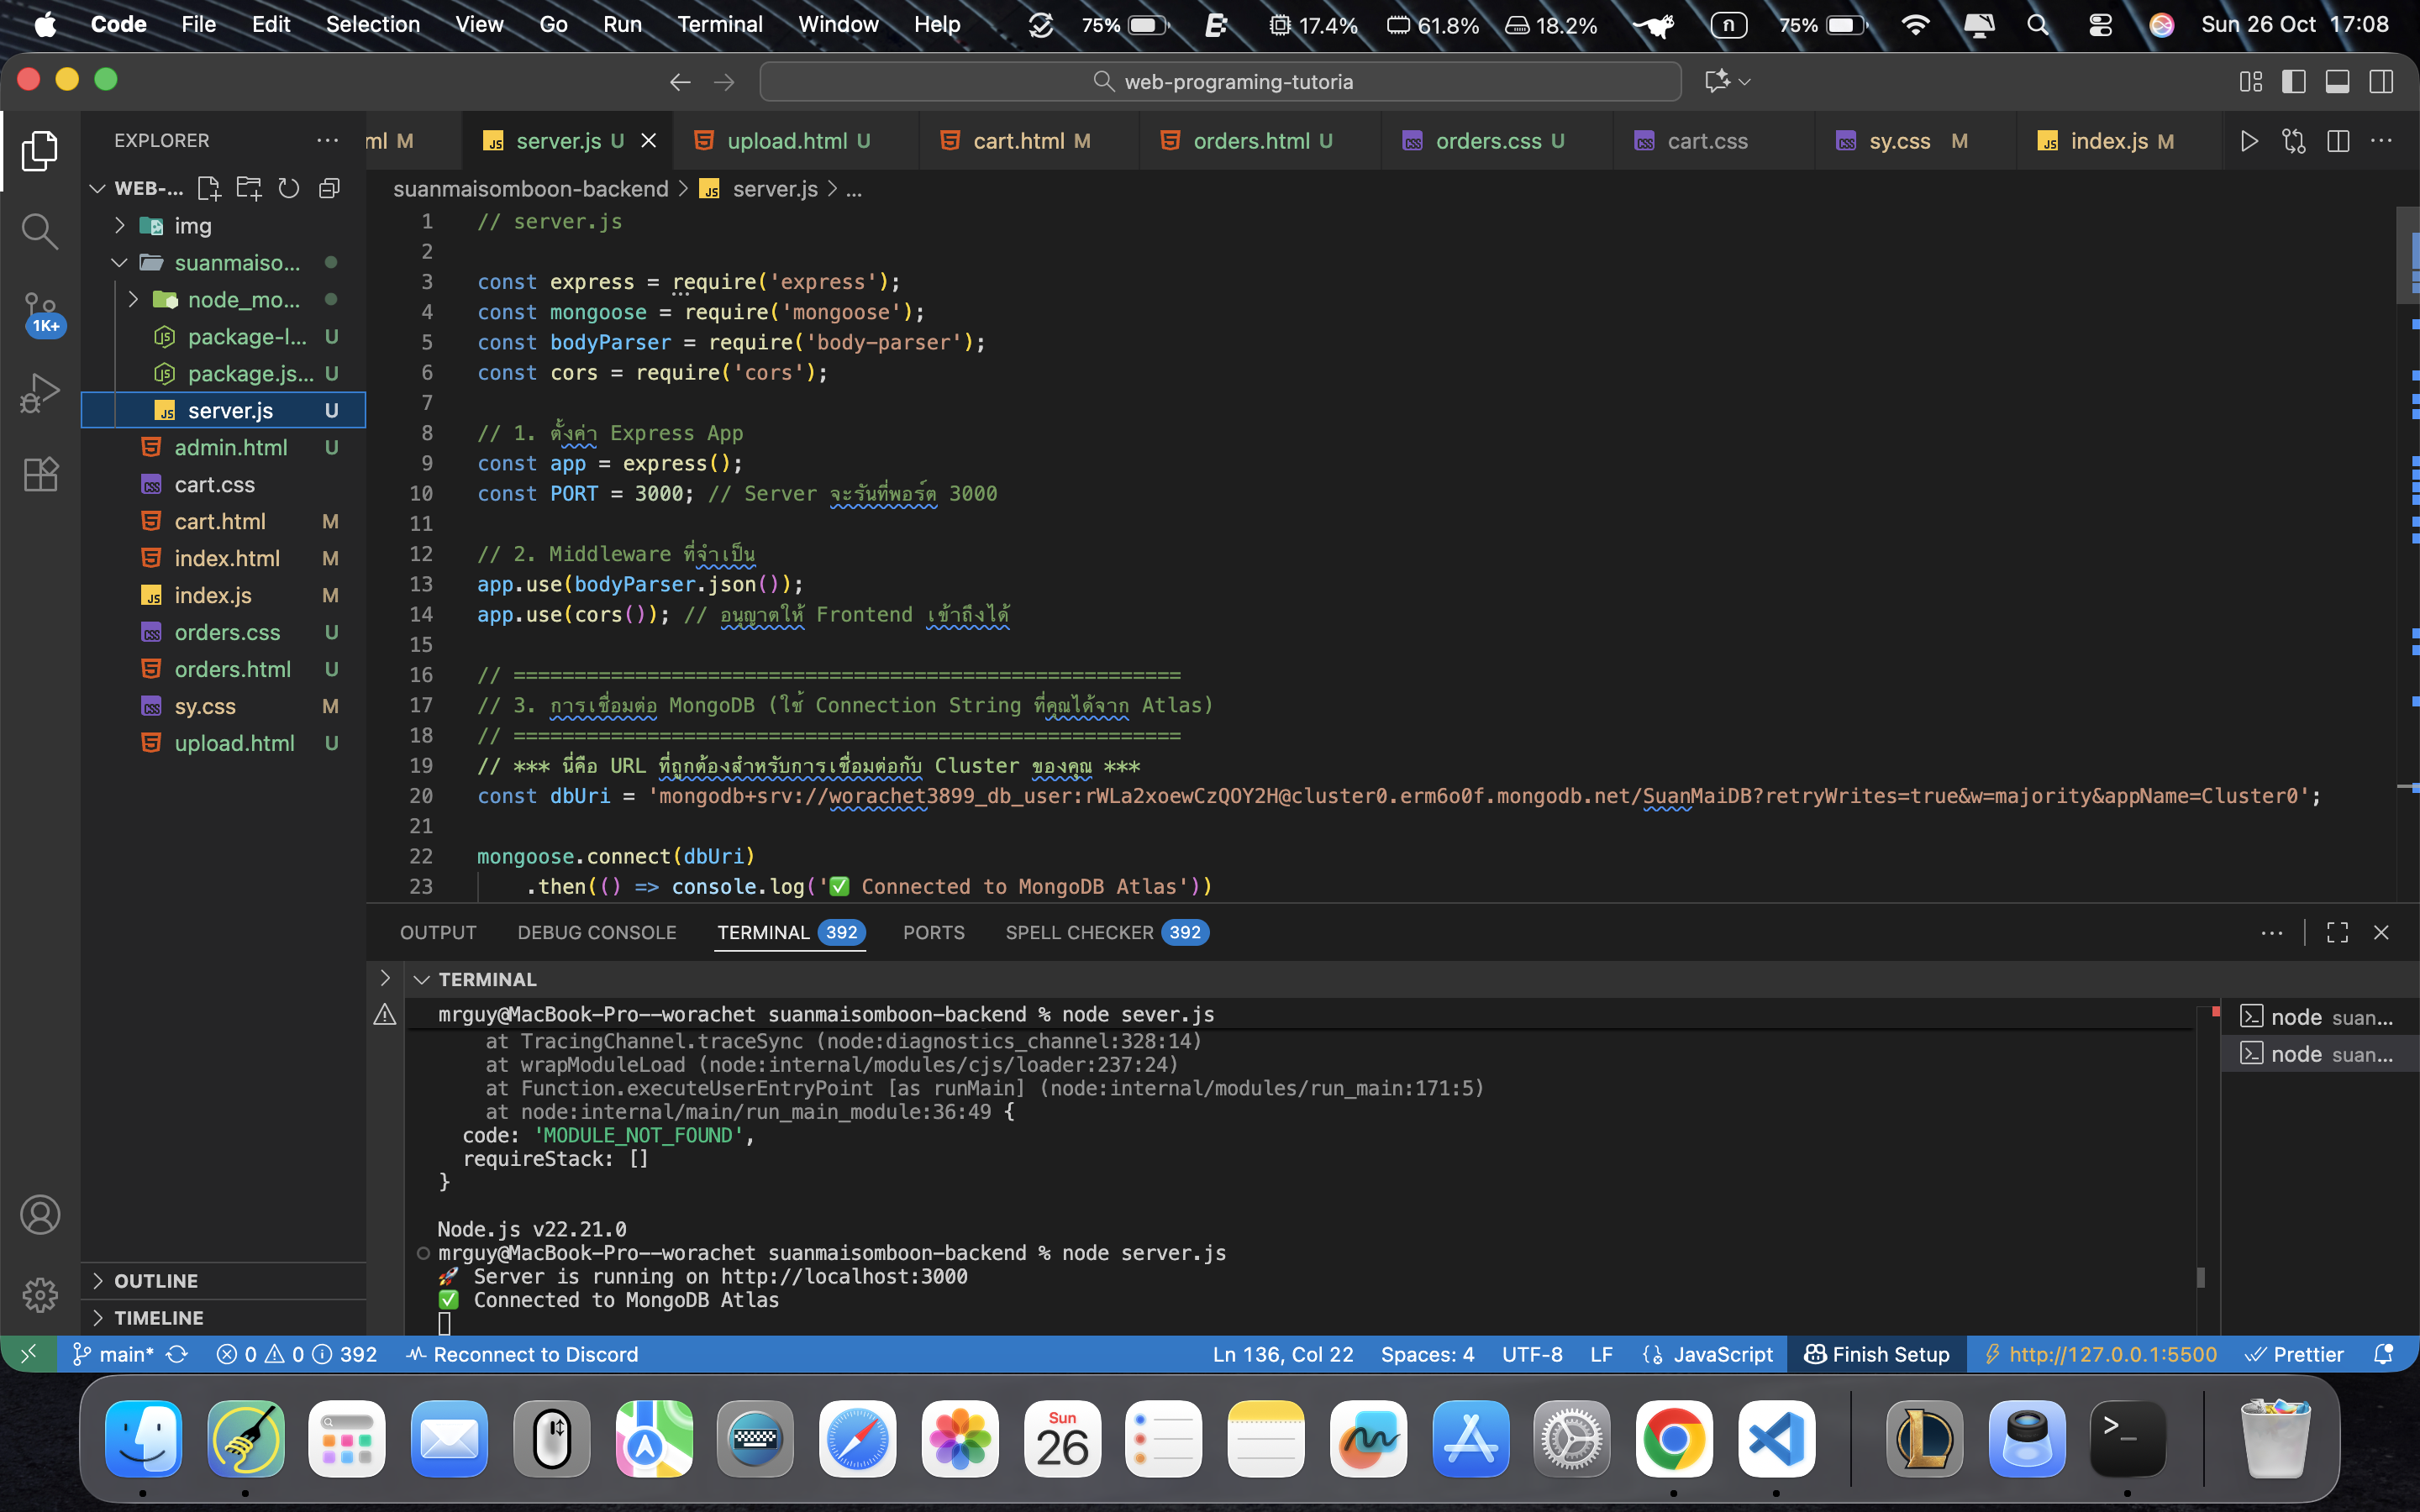 Code File Edit Selection View Go Run Terminal Window Help 75% 17.4% 61.8% 18.2% ก 75% Sun 26 Oct 17:08
web-programing-tutoria
EXPLORER
ml M server.js U upload.html U cart.html M orders.html U orders.css U cart.css sy.css M index.js M
WEB-...
img
suanmaiso...
node_mo...
package-l... U
package.js... U
server.js U
admin.html U
cart.css
cart.html M
index.html M
index.js M
orders.css U
orders.html U
sy.css M
upload.html U
1K+
OUTLINE
TIMELINE
suanmaisomboon-backend > server.js > ...
1 // server.js
2
3 const express = require('express');
4 const mongoose = require('mongoose');
5 const bodyParser = require('body-parser');
6 const cors = require('cors');
7
8 // 1. ตั้งค่า Express App
9 const app = express();
10 const PORT = 3000; // Server จะรันที่พอร์ต 3000
11
12 // 2. Middleware ที่จำเป็น
13 app.use(bodyParser.json());
14 app.use(cors()); // อนุญาตให้ Frontend เข้าถึงได้
15
16 // =======================================================
17 // 3. การเชื่อมต่อ MongoDB (ใช้ Connection String ที่คุณได้จาก Atlas)
18 // =======================================================
19 // *** นี่คือ URL ที่ถูกต้องสำหรับการเชื่อมต่อกับ Cluster ของคุณ ***
20 const dbUri = 'mongodb+srv://worachet3899_db_user:rWLa2xoewCzQOY2H@cluster0.erm6o0f.mongodb.net/SuanMaiDB?retryWrites=true&w=majority&appName=Cluster0';
21
22 mongoose.connect(dbUri)
23 .then(() => console.log('✅ Connected to MongoDB Atlas'))
OUTPUT DEBUG CONSOLE TERMINAL 392 PORTS SPELL CHECKER 392
TERMINAL
mrguy@MacBook-Pro--worachet suanmaisomboon-backend % node sever.js
at TracingChannel.traceSync (node:diagnostics_channel:328:14)
at wrapModuleLoad (node:internal/modules/cjs/loader:237:24)
at Function.executeUserEntryPoint [as runMain] (node:internal/modules/run_main:171:5)
at node:internal/main/run_main_module:36:49 {
code: 'MODULE_NOT_FOUND',
requireStack: []
}
Node.js v22.21.0
mrguy@MacBook-Pro--worachet suanmaisomboon-backend % node server.js
🚀 Server is running on http://localhost:3000
✅ Connected to MongoDB Atlas
node suan...
node suan...
main* 0 0 392 Reconnect to Discord Ln 136, Col 22 Spaces: 4 UTF-8 LF JavaScript Finish Setup http://127.0.0.1:5500 Prettier
Sun
26